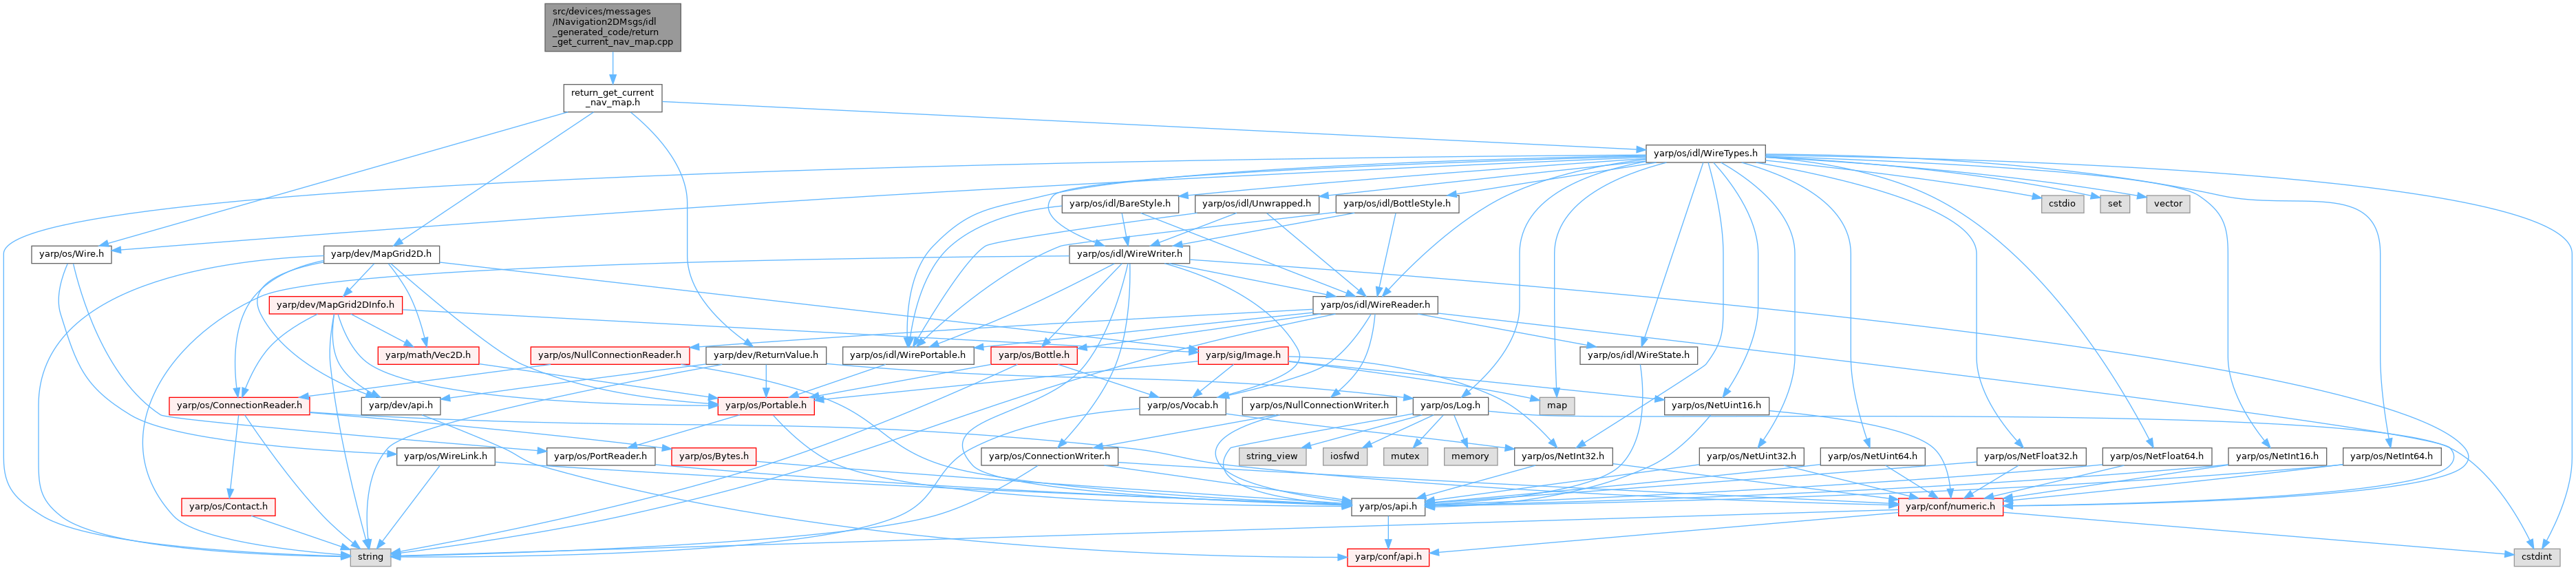 src/devices/messages
/INavigation2DMsgs/idl
_generated_code/return
_get_current_nav_map.cpp
return_get_current
_nav_map.h
yarp/os/idl/WireTypes.h
yarp/os/idl/BareStyle.h
yarp/os/idl/Unwrapped.h
yarp/os/idl/BottleStyle.h
cstdio
set
vector
yarp/os/Wire.h
yarp/dev/MapGrid2D.h
yarp/os/idl/WireWriter.h
yarp/dev/MapGrid2DInfo.h
yarp/os/idl/WireReader.h
yarp/math/Vec2D.h
yarp/os/NullConnectionReader.h
yarp/dev/ReturnValue.h
yarp/os/idl/WirePortable.h
yarp/os/Bottle.h
yarp/sig/Image.h
yarp/os/idl/WireState.h
yarp/os/ConnectionReader.h
yarp/dev/api.h
yarp/os/Portable.h
yarp/os/Vocab.h
yarp/os/NullConnectionWriter.h
yarp/os/Log.h
map
yarp/os/NetUint16.h
yarp/os/WireLink.h
yarp/os/PortReader.h
yarp/os/Bytes.h
yarp/os/ConnectionWriter.h
string_view
iosfwd
mutex
memory
yarp/os/NetInt32.h
yarp/os/NetUint32.h
yarp/os/NetUint64.h
yarp/os/NetFloat32.h
yarp/os/NetFloat64.h
yarp/os/NetInt16.h
yarp/os/NetInt64.h
yarp/os/Contact.h
yarp/os/api.h
yarp/conf/numeric.h
string
yarp/conf/api.h
cstdint